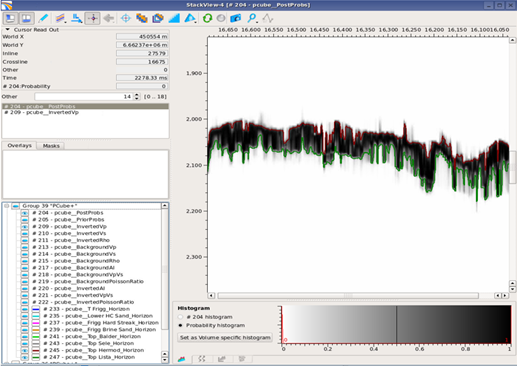 StackView-4 [# 204 - pcube__PostProbs]
Cursor Read Out
World X 450554 m
World Y 6.66237e+06 m
Inline 27579
Crossline 16675
Other 0
Time 2278.33 ms
# 204:Probability 0
Other 14 [0 .. 18]
# 204 - pcube__PostProbs
# 209 - pcube__InvertedVp
Overlays Masks
Group 39 "PCube+"
# 204 - pcube__PostProbs
# 205 - pcube__PriorProbs
# 209 - pcube__InvertedVp
# 210 - pcube__InvertedVs
# 211 - pcube__InvertedRho
# 213 - pcube__BackgroundVp
# 214 - pcube__BackgroundVs
# 215 - pcube__BackgroundRho
# 217 - pcube__BackgroundAI
# 218 - pcube__BackgroundVpVs
# 219 - pcube__BackgroundPoissonRatio
# 220 - pcube__InvertedAI
# 221 - pcube__InvertedVpVs
# 222 - pcube__InvertedPoissonRatio
# 233 - pcube__T Frigg_Horizon
# 235 - pcube__Lower HC Sand_Horizon
# 237 - pcube__Frigg Hard Streak_Horizon
# 239 - pcube__Frigg Brine Sand_Horizon
# 241 - pcube__Top_Balder_Horizon
# 243 - pcube__Top Sele_Horizon
# 245 - pcube__Top Hermod_Horizon
# 247 - pcube__Top Lista_Horizon
16,650 16,600 16,550 16,500 16,450 16,400 16,350 16,300 16,250 16,200 16,150 16,100 16,050
1.900
2.000
2.100
2.200
2.300
Histogram
# 204 histogram
Probability histogram
Set as Volume specific histogram
0 0.2 0.4 0.6 0.8 1